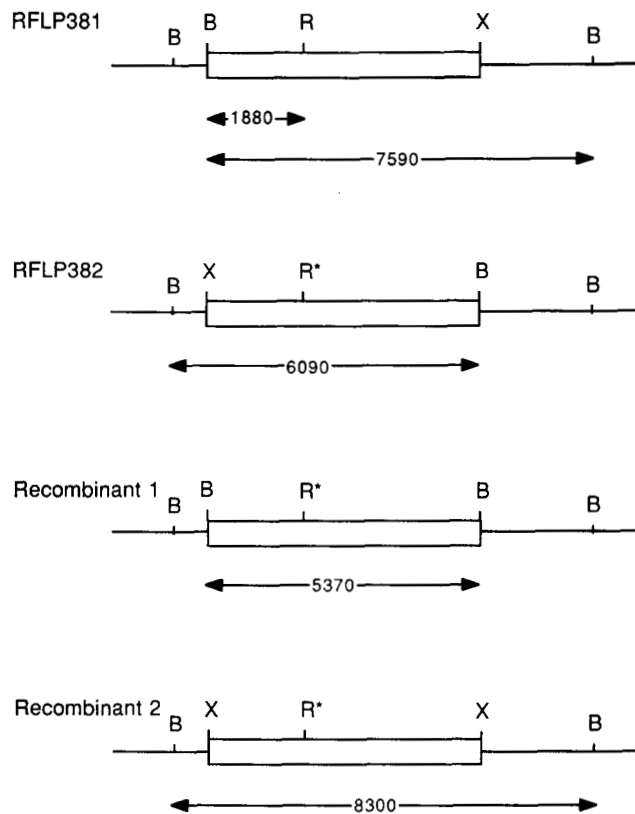 RFLP381
B B R X B
1880
7590
RFLP382
B X R* B B
6090
Recombinant 1
B B R* B B
5370
Recombinant 2
B X R* X B
8300